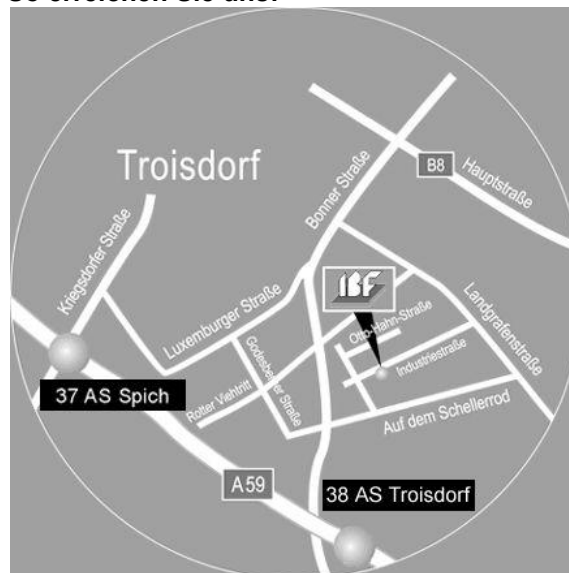 So erreichen Sie uns:
Troisdorf
B8
Hauptstraße
Bonner Straße
Kriegsdorfer Straße
IBF
Luxemburger Straße
Otto-Hahn-Straße
Landgrafenstraße
Godesberger Straße
Industriestraße
Rotter Viehtritt
37 AS Spich
Auf dem Schellerrod
A59
38 AS Troisdorf